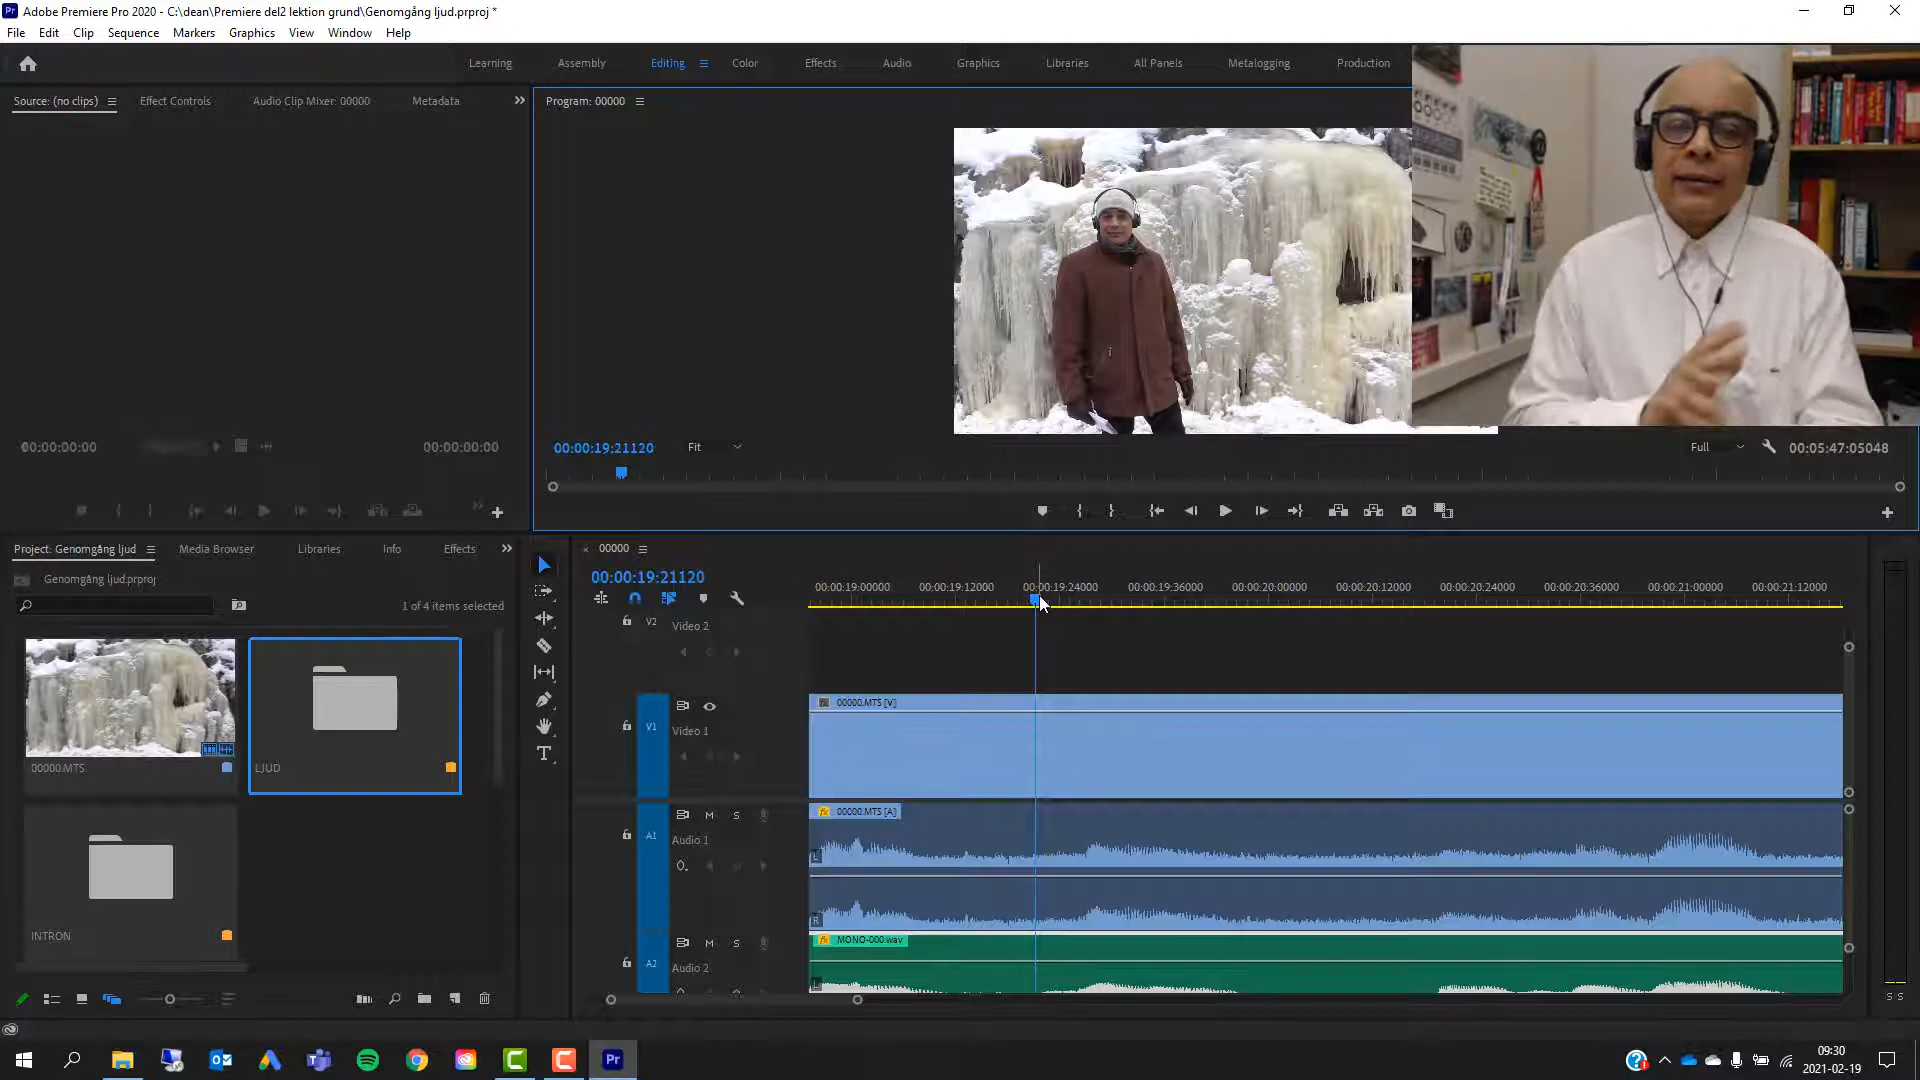 Adobe Premiere Pro 2020 - C:\dean\Premiere del2 lektion grund\Genomgång ljud.prproj *
File Edit Clip Sequence Markers Graphics View Window Help
Learning Assembly Editing Color Effects Audio Graphics Libraries All Panels Metalogging Production
Source: (no clips) Effect Controls Audio Clip Mixer: 00000 Metadata
Program: 00000
00:00:00:00 00:00:00:00
00:00:19:21120 Fit Full 00:05:47:05048
Project: Genomgång ljud Media Browser Libraries Info Effects
Genomgång ljud.prproj
1 of 4 items selected
00000.MTS
LJUD
INTRON
00000
00:00:19:21120
00:00:19:00000 00:00:19:12000 00:00:19:24000 00:00:19:36000 00:00:20:00000 00:00:20:12000 00:00:20:24000 00:00:20:36000 00:00:21:00000 00:00:21:12000
V2 Video 2
00000.MTS [V]
V1 Video 1
00000.MTS [A]
A1 M S
Audio 1
L
R
MONO-000.wav
A2 M S
Audio 2
S S
Pr
09:30
2021-02-19